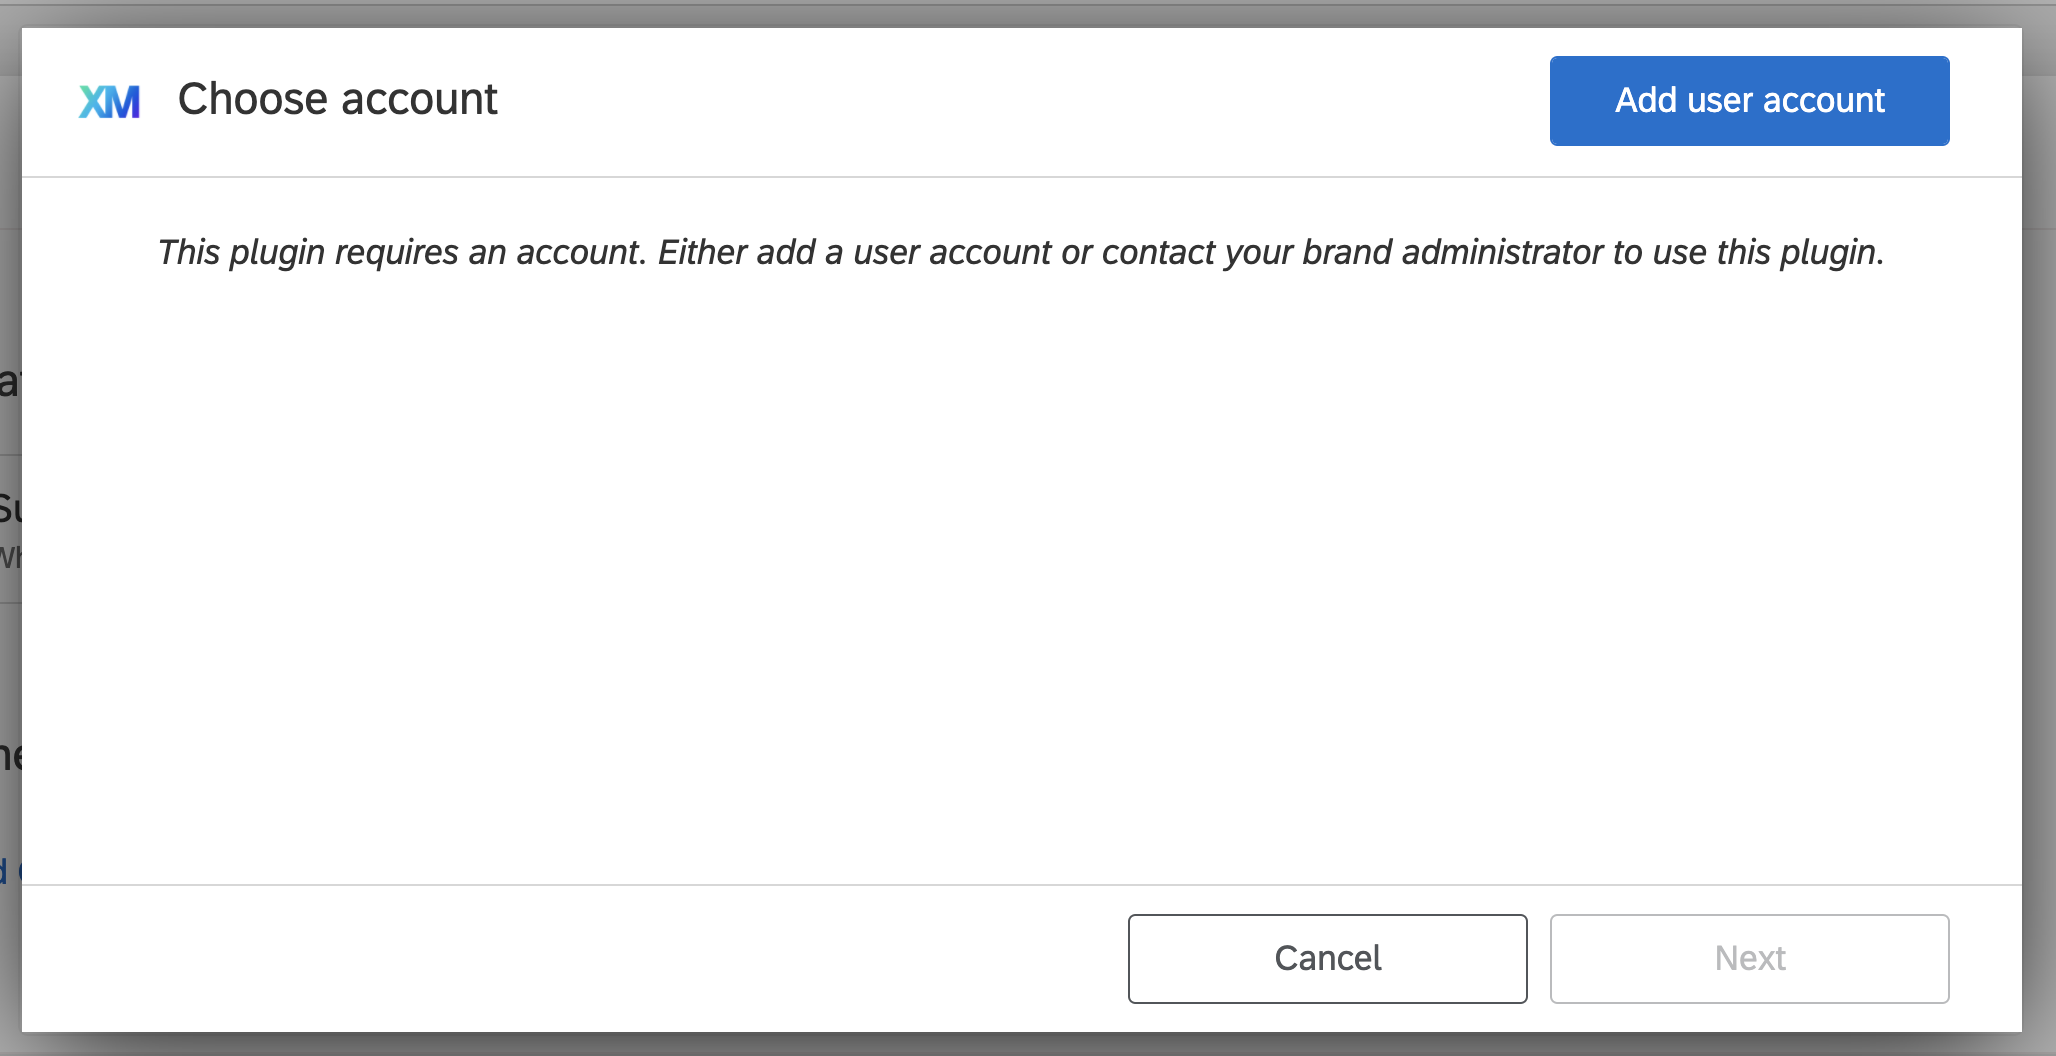 XM Choose account
Add user account
This plugin requires an account. Either add a user account or contact your brand administrator to use this plugin.
Cancel
Next